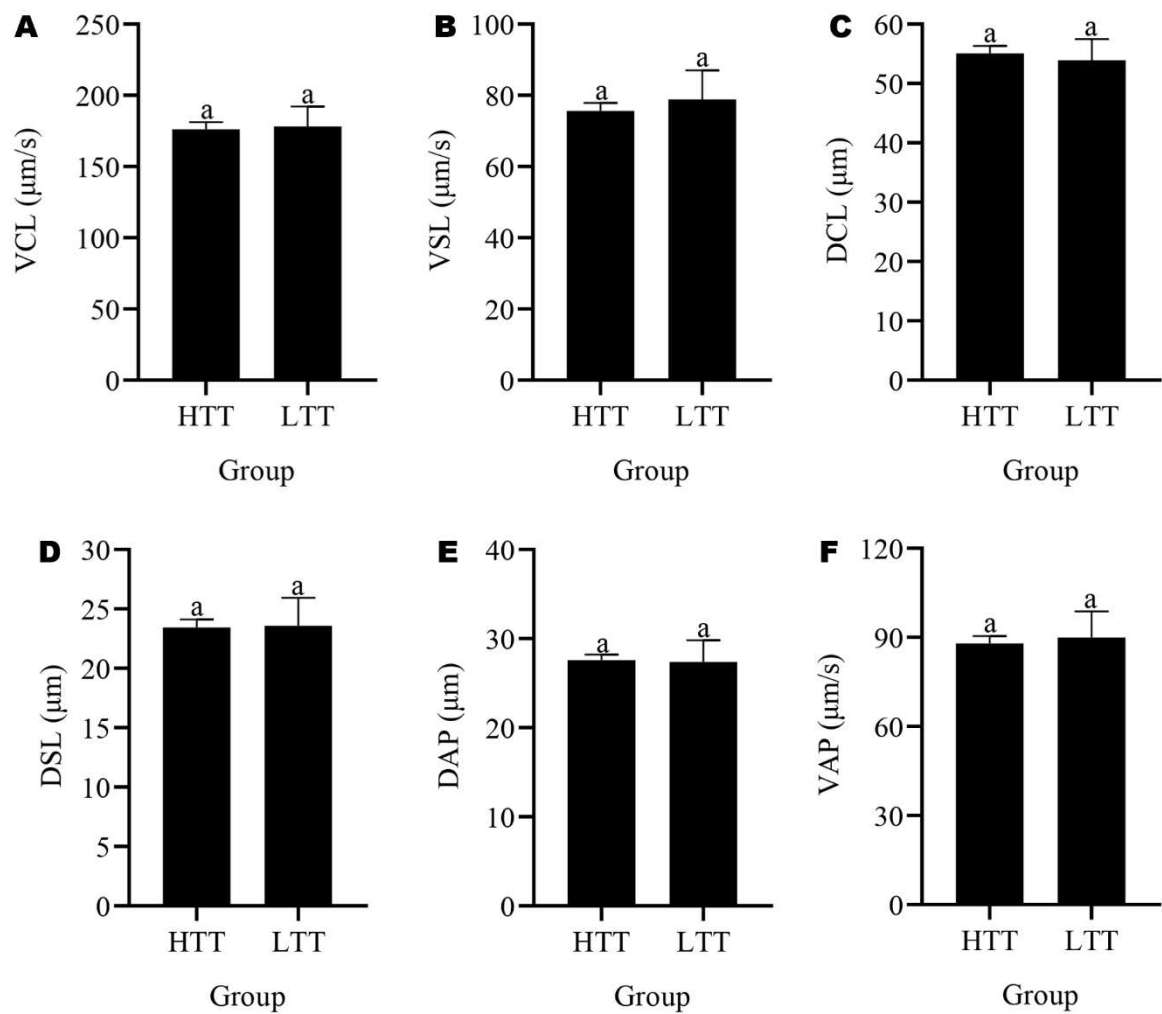 A
VCL (μm/s)
250
200
150
100
50
0
a
a
HTT
LTT
Group
B
VSL (μm/s)
100
80
60
40
20
0
a
a
HTT
LTT
Group
C
DCL (μm)
60
50
40
30
20
10
0
a
a
HTT
LTT
Group
D
DSL (μm)
30
25
20
15
10
5
0
a
a
HTT
LTT
Group
E
DAP (μm)
40
30
20
10
0
a
a
HTT
LTT
Group
F
VAP (μm/s)
120
90
60
30
0
a
a
HTT
LTT
Group